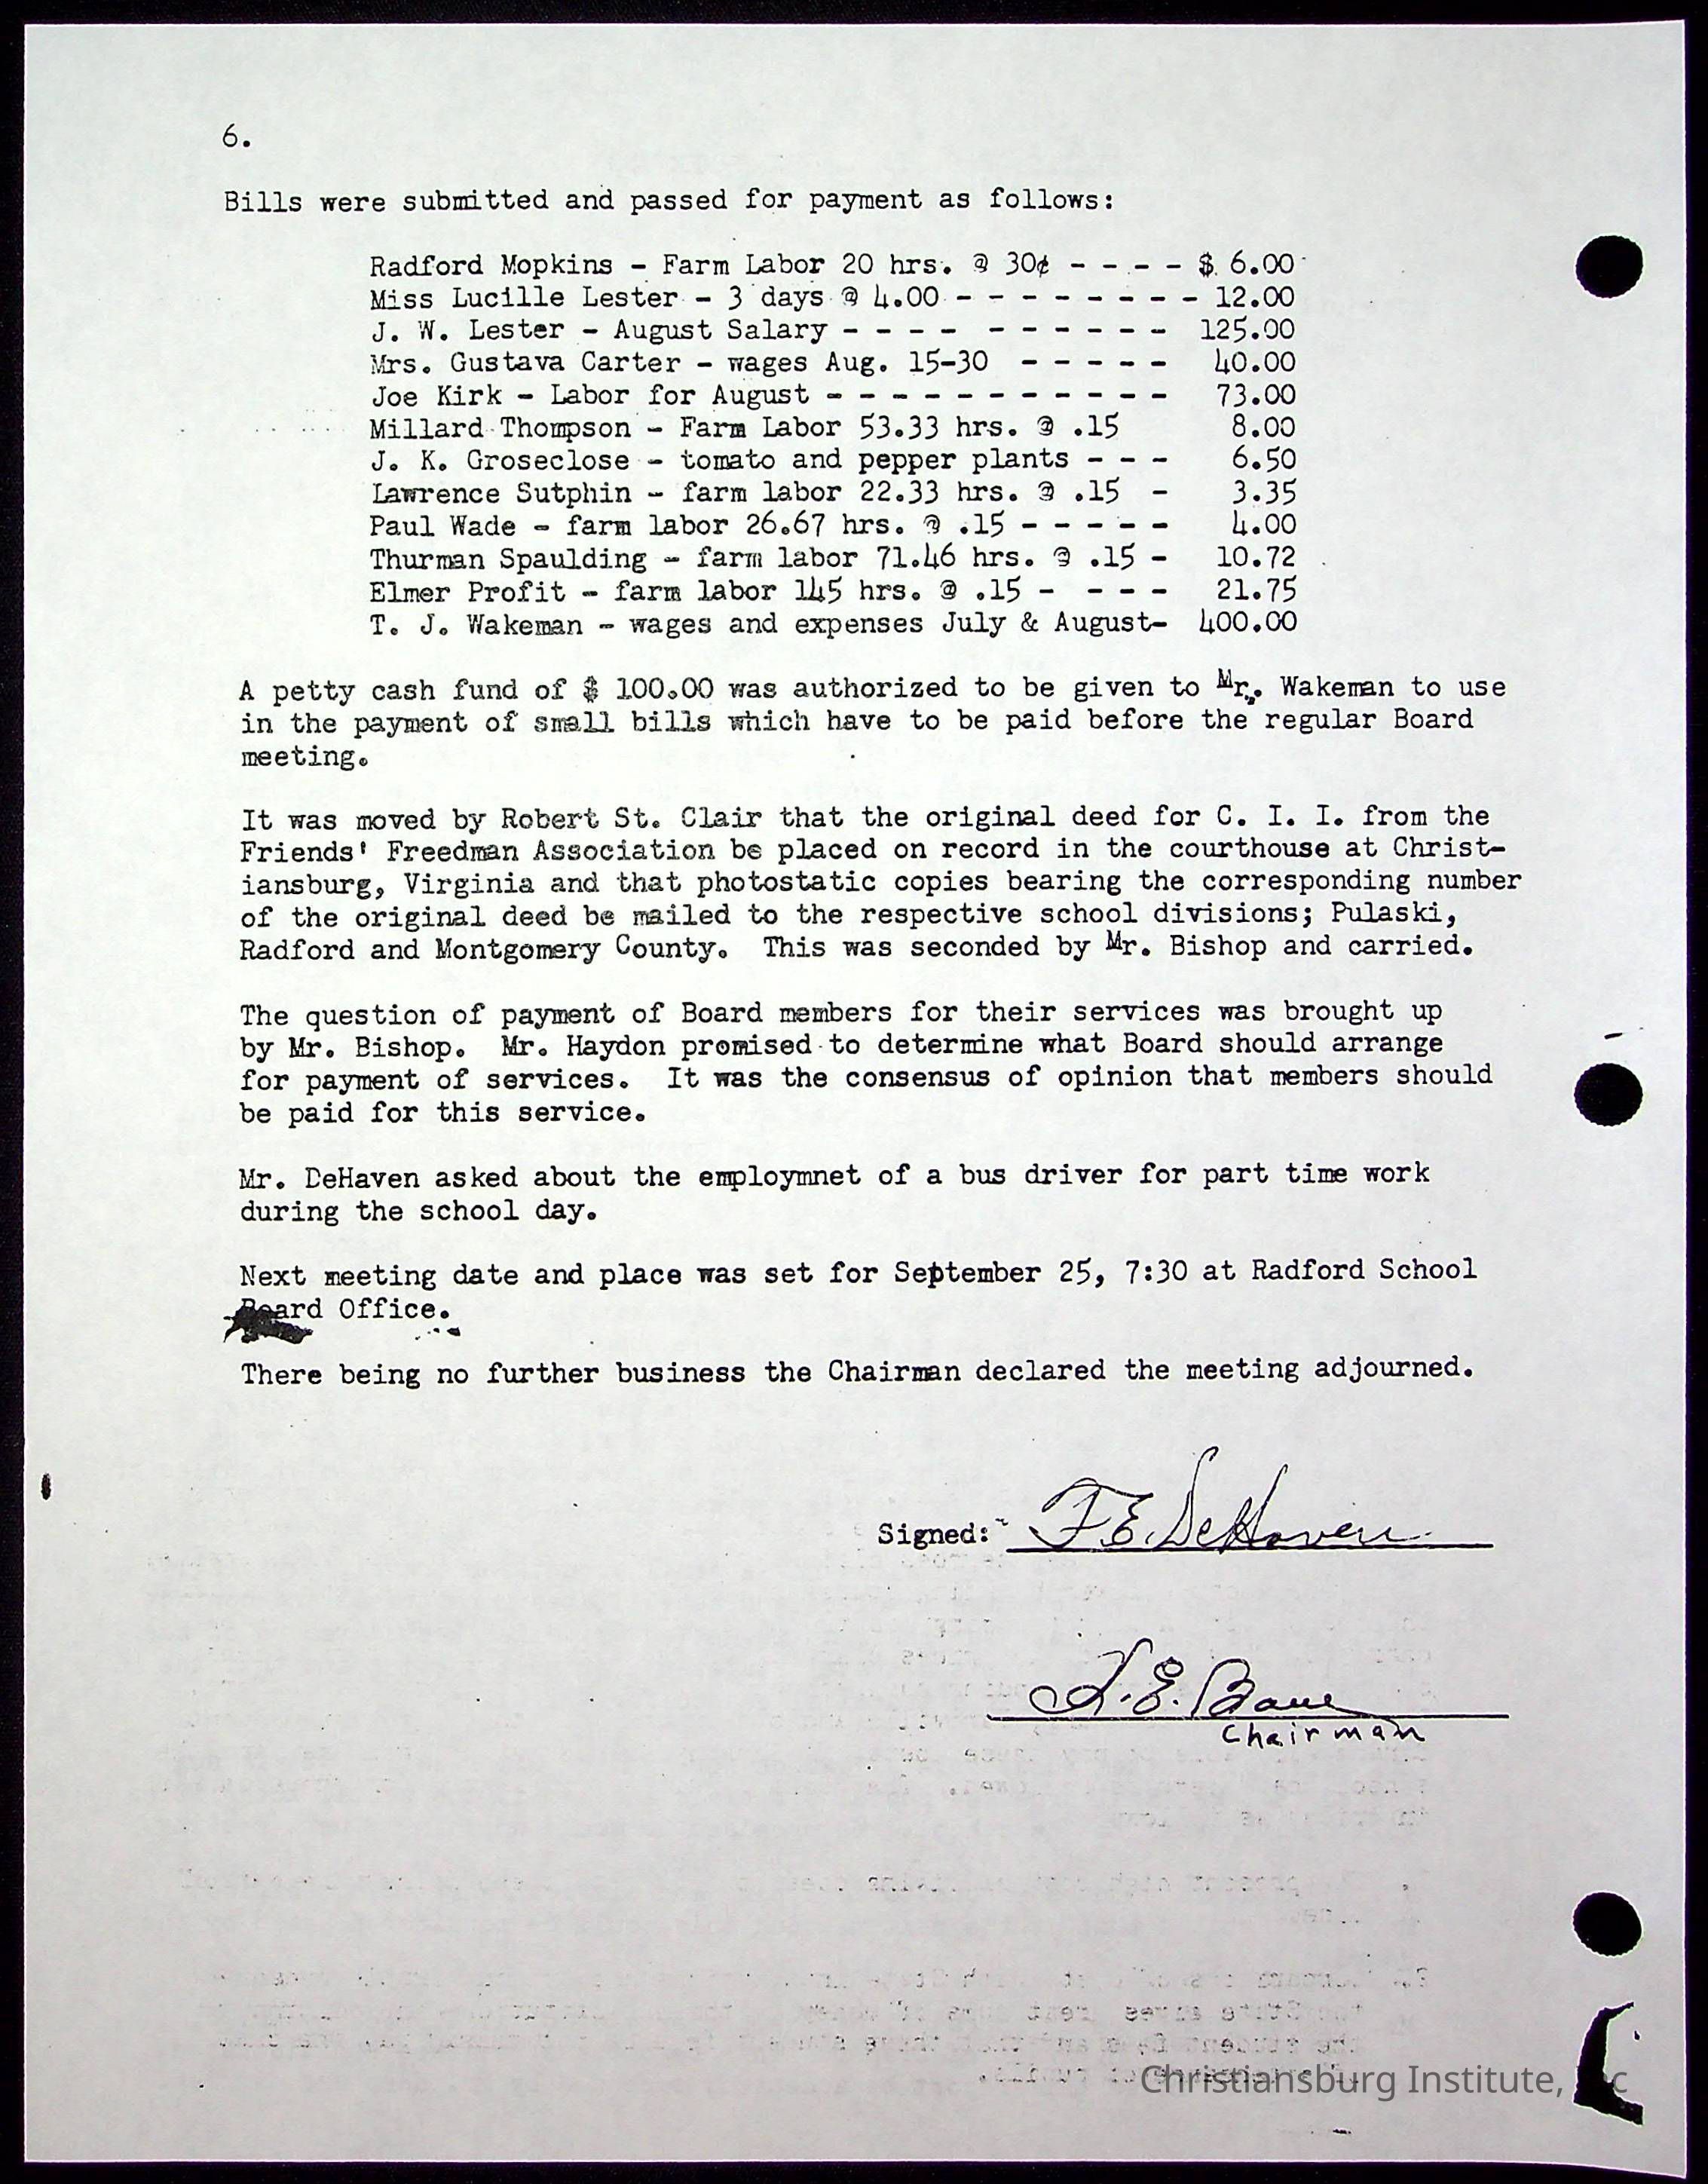 6.
Bills were submitted and passed for payment as follows:
Radford Mopkins - Farm Labor 20 hrs. @ 30¢ - - - - $ 6.00
Miss Lucille Lester - 3 days @ 4.00 - - - - - - - - 12.00
J. W. Lester - August Salary - - - - - - - - - - 125.00
Mrs. Gustava Carter - wages Aug. 15-30 - - - - - 40.00
Joe Kirk - Labor for August - - - - - - - - - - - 73.00
Millard Thompson - Farm Labor 53.33 hrs. @ .15 8.00
J. K. Groseclose - tomato and pepper plants - - - 6.50
Lawrence Sutphin - farm labor 22.33 hrs. @ .15 - 3.35
Paul Wade - farm labor 26.67 hrs. @ .15 - - - - - 4.00
Thurman Spaulding - farm labor 71.46 hrs. @ .15 - 10.72
Elmer Profit - farm labor 145 hrs. @ .15 - - - - 21.75
T. J. Wakeman - wages and expenses July & August- 400.00
A petty cash fund of $ 100.00 was authorized to be given to Mr. Wakeman to use
in the payment of small bills which have to be paid before the regular Board
meeting.
It was moved by Robert St. Clair that the original deed for C. I. I. from the
Friends' Freedman Association be placed on record in the courthouse at Christ-
iansburg, Virginia and that photostatic copies bearing the corresponding number
of the original deed be mailed to the respective school divisions; Pulaski,
Radford and Montgomery County. This was seconded by Mr. Bishop and carried.
The question of payment of Board members for their services was brought up
by Mr. Bishop. Mr. Haydon promised to determine what Board should arrange
for payment of services. It was the consensus of opinion that members should
be paid for this service.
Mr. DeHaven asked about the employmnet of a bus driver for part time work
during the school day.
Next meeting date and place was set for September 25, 7:30 at Radford School
Board Office.
There being no further business the Chairman declared the meeting adjourned.
Signed: F. E. DeHaven
E. Bane
Chairman
Christiansburg Institute,